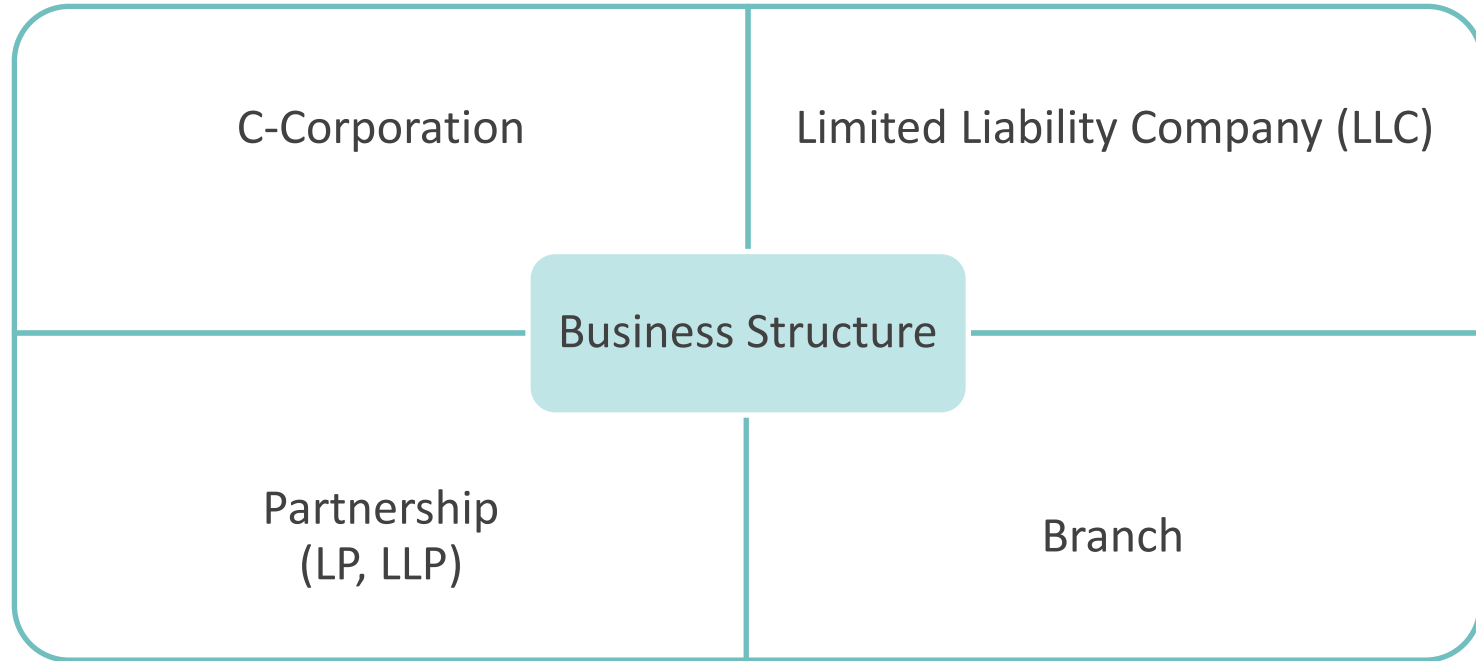 C-Corporation
Limited Liability Company (LLC)
Business Structure
Partnership
(LP, LLP)
Branch